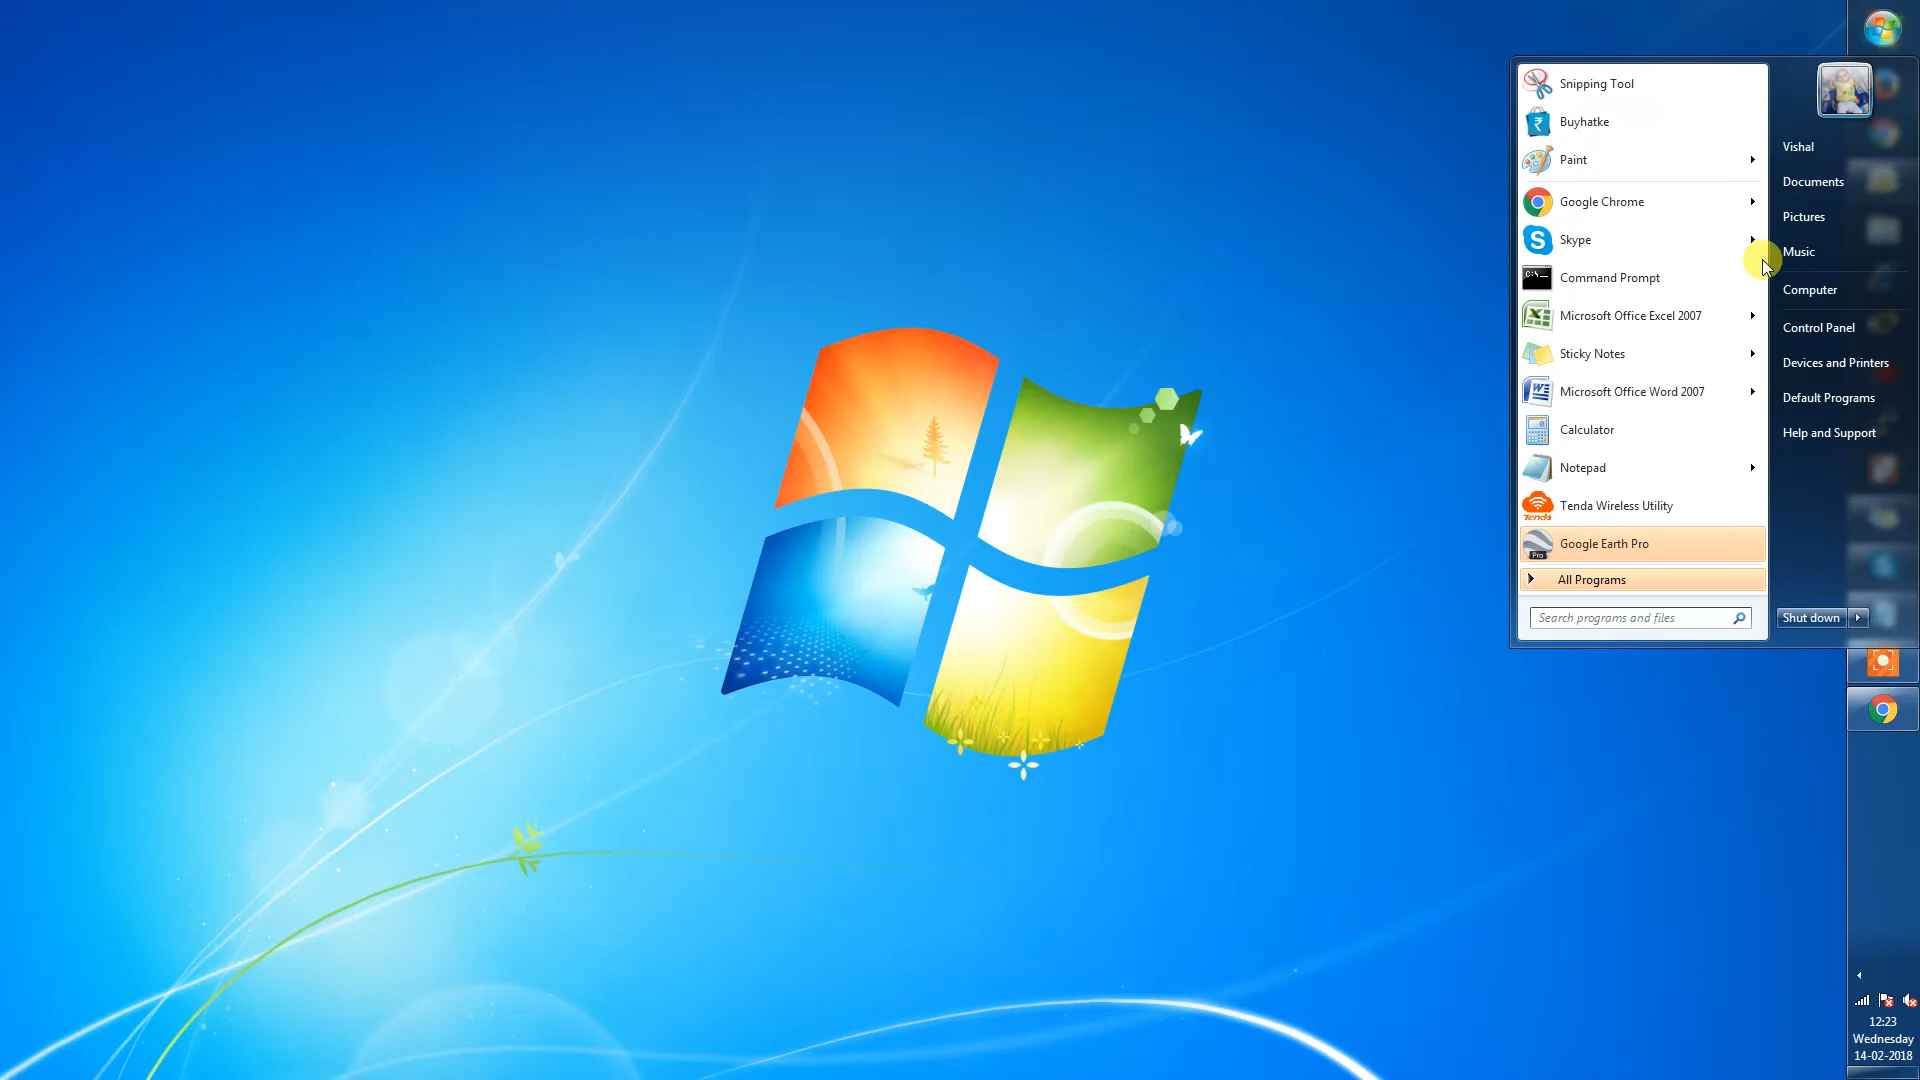 Snipping Tool
Buyhatke
Paint
Google Chrome
Skype
Command Prompt
Microsoft Office Excel 2007
Sticky Notes
Microsoft Office Word 2007
Calculator
Notepad
Tenda Wireless Utility
Google Earth Pro
All Programs
Search programs and files
Vishal
Documents
Pictures
Music
Computer
Control Panel
Devices and Printers
Default Programs
Help and Support
Shut down
12:23
Wednesday
14-02-2018